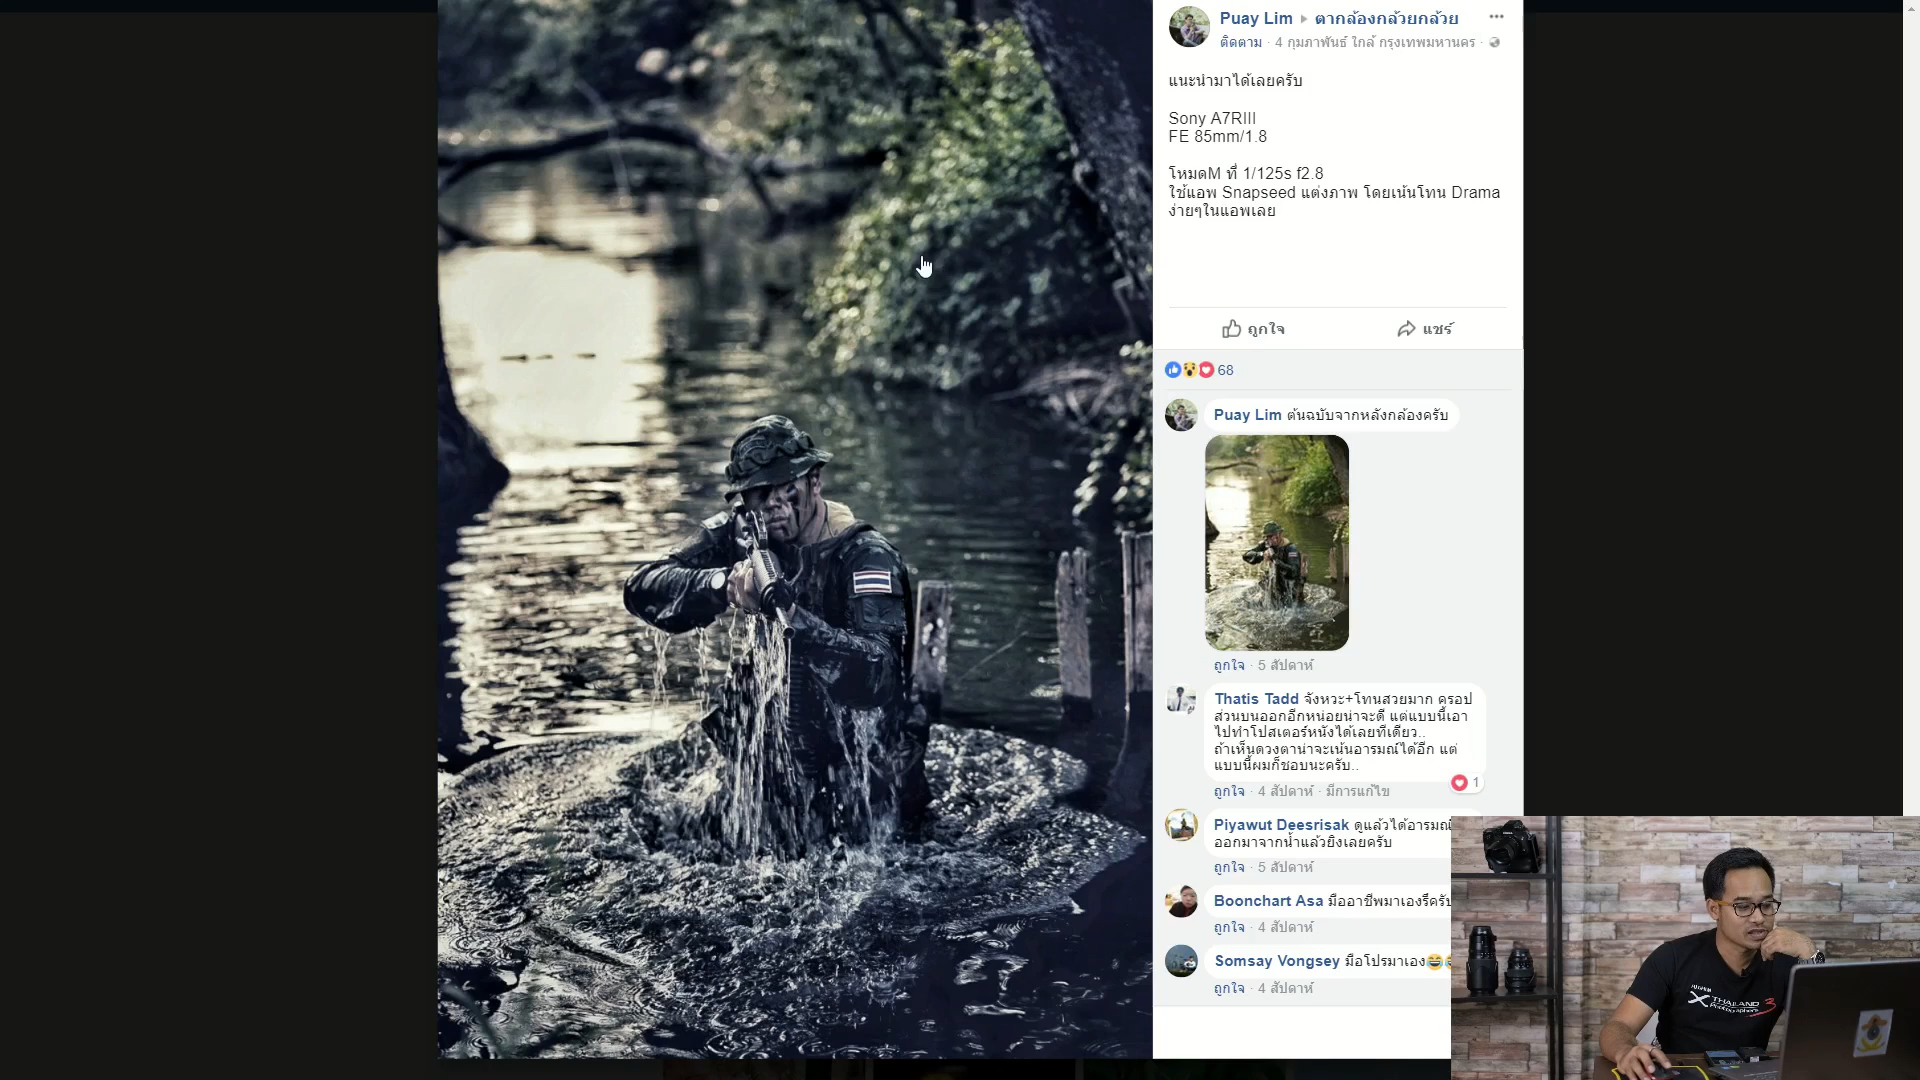 Puay Lim ▸ ตากล้องกล้วยกล้วย
ติดตาม · 4 กุมภาพันธ์ ใกล้ กรุงเทพมหานคร ·
แนะนำมาได้เลยครับ
Sony A7RIII
FE 85mm/1.8
โหมดM ที่ 1/125s f2.8
ใช้แอพ Snapseed แต่งภาพ โดยเน้นโทน Drama
ง่ายๆในแอพเลย
ถูกใจ
แชร์
68
Puay Lim ต้นฉบับจากหลังกล้องครับ
ถูกใจ · 5 สัปดาห์
Thatis Tadd จังหวะ+โทนสวยมาก ครอป
ส่วนบนออกอีกหน่อยน่าจะดี แต่แบบนี้เอา
ไปทำโปสเตอร์หนังได้เลยทีเดียว..
ถ้าเห็นดวงตาน่าจะเน้นอารมณ์ได้อีก แต่
แบบนี้ผมก็ชอบนะครับ..
1
ถูกใจ · 4 สัปดาห์ · มีการแก้ไข
Piyawut Deesrisak ดูแล้วได้อารมณ์
ออกมาจากน้ำแล้วยิงเลยครับ
ถูกใจ · 5 สัปดาห์
Boonchart Asa มืออาชีพมาเองรึครับ
ถูกใจ · 4 สัปดาห์
Somsay Vongsey มือโปรมาเอง😂
ถูกใจ · 4 สัปดาห์
X THAILAND 3
Photographers